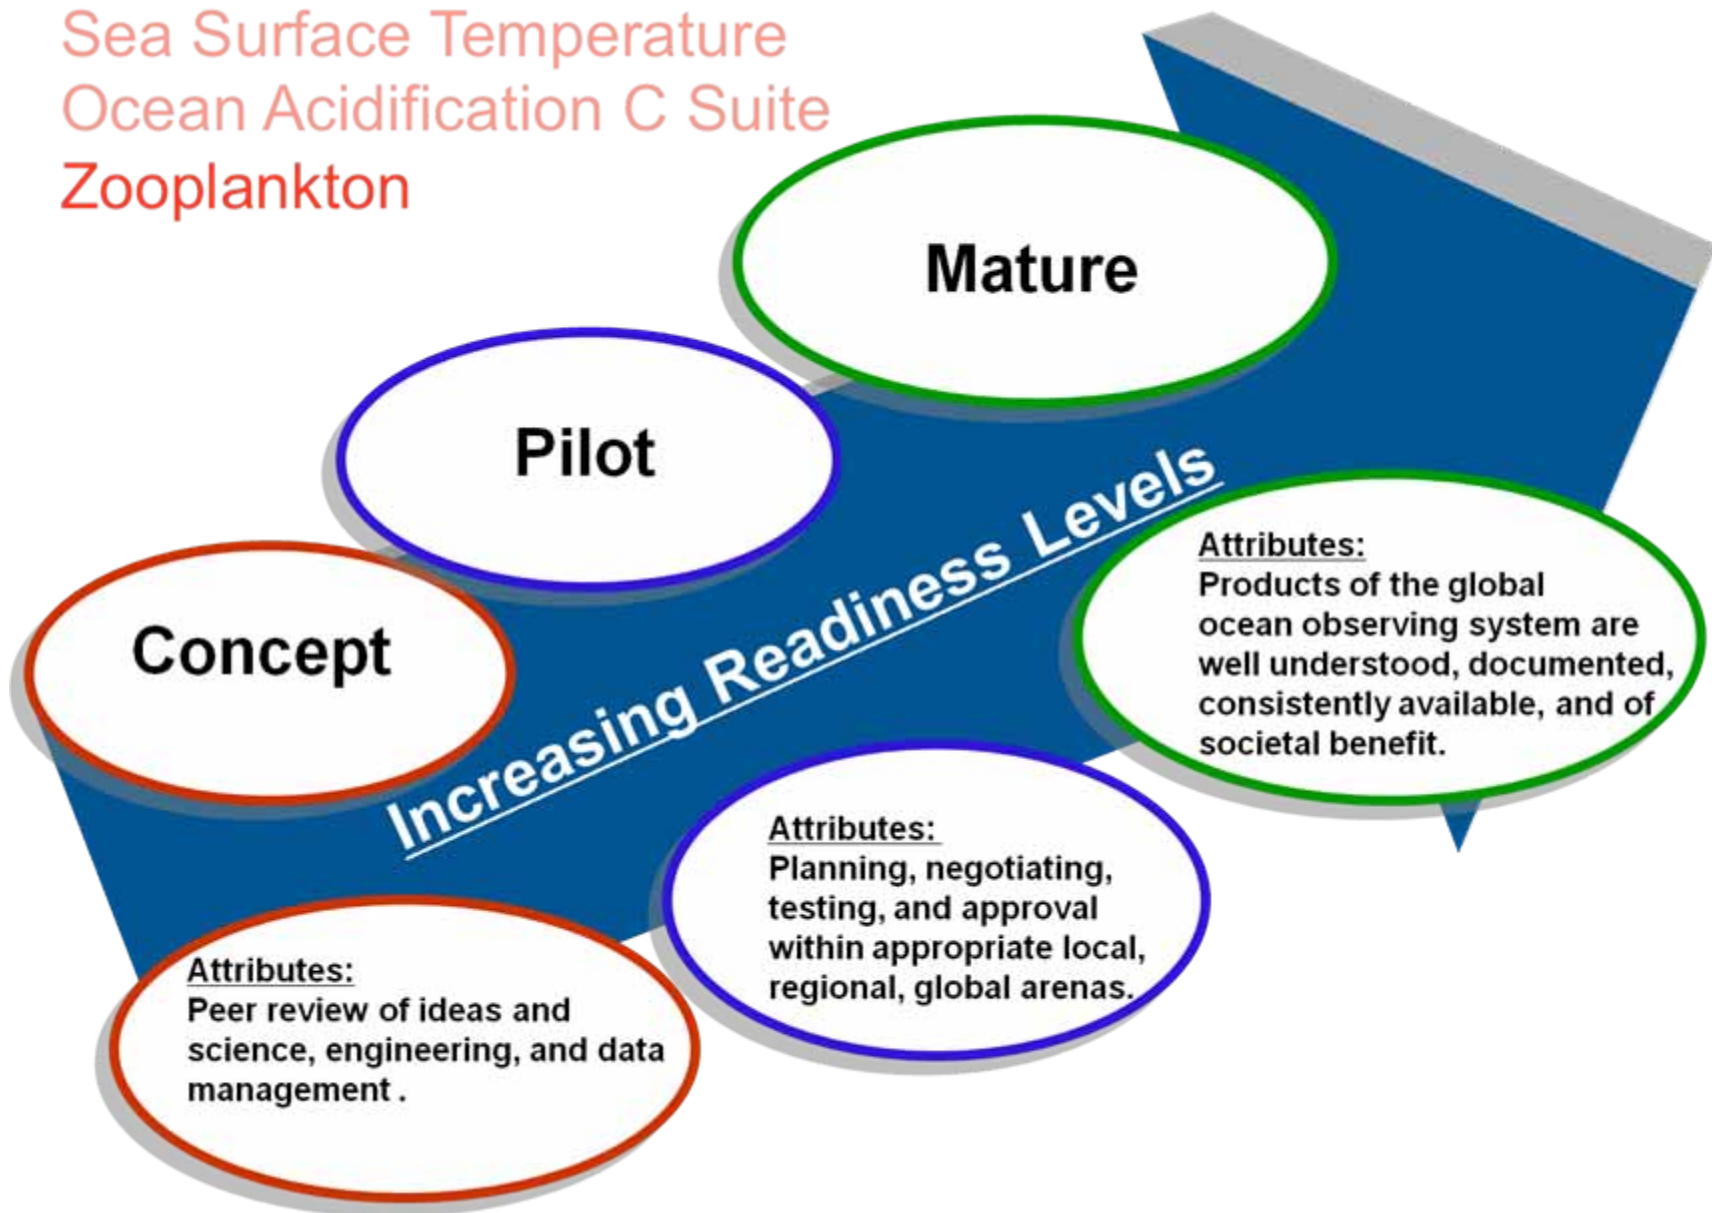 Sea Surface Temperature
Ocean Acidification C Suite
Zooplankton
Mature
Pilot
Concept
Increasing Readiness Levels
Attributes:
Products of the global
ocean observing system are
well understood, documented,
consistently available, and of
societal benefit.
Attributes:
Planning, negotiating,
testing, and approval
within appropriate local,
regional, global arenas.
Attributes:
Peer review of ideas and
science, engineering, and data
management .